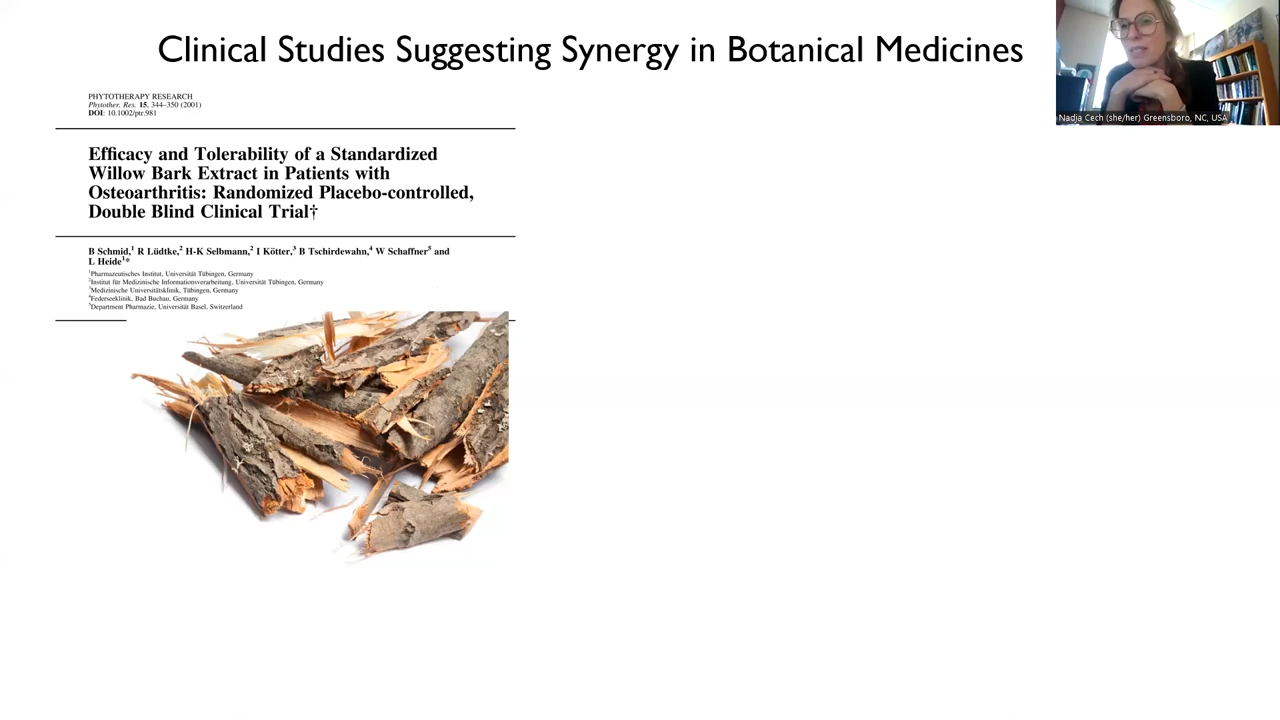 Clinical Studies Suggesting Synergy in Botanical Medicines
Nadja Cech (she/her) Greensboro, NC, USA
PHYTOTHERAPY RESEARCH
Phytother. Res. 15, 344–350 (2001)
DOI: 10.1002/ptr.981
Efficacy and Tolerability of a Standardized
Willow Bark Extract in Patients with
Osteoarthritis: Randomized Placebo-controlled,
Double Blind Clinical Trial†
B Schmid,1 R Lüdtke,2 H-K Selbmann,2 I Kötter,3 B Tschirdewahn,4 W Schaffner5 and
L Heide1*
1Pharmazeutisches Institut, Universität Tübingen, Germany
2Institut für Medizinische Informationsverarbeitung, Universität Tübingen, Germany
3Medizinische Universitätsklinik, Tübingen, Germany
4Federseeklinik, Bad Buchau, Germany
5Department Pharmazie, Universität Basel, Switzerland